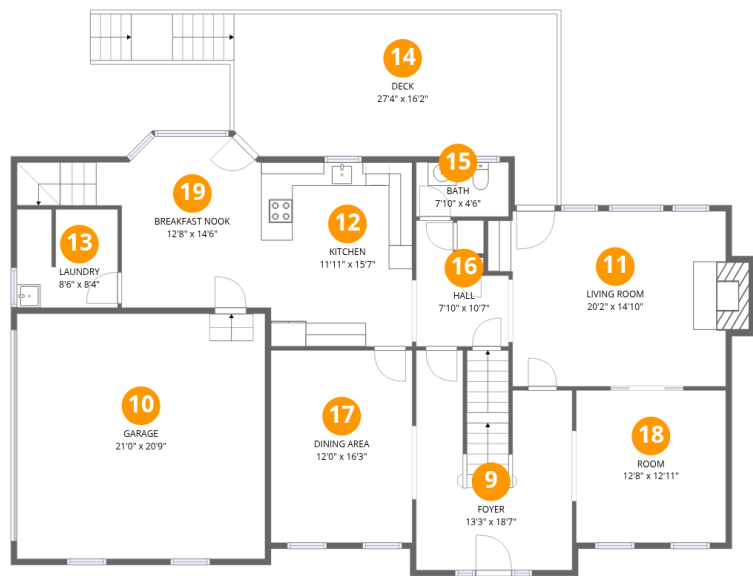 14
DECK
27'4" x 16'2"
15
BATH
7'10" x 4'6"
19
BREAKFAST NOOK
12'8" x 14'6"
12
KITCHEN
11'11" x 15'7"
13
LAUNDRY
8'6" x 8'4"
16
HALL
7'10" x 10'7"
11
LIVING ROOM
20'2" x 14'10"
10
GARAGE
21'0" x 20'9"
17
DINING AREA
12'0" x 16'3"
18
ROOM
12'8" x 12'11"
9
FOYER
13'3" x 18'7"